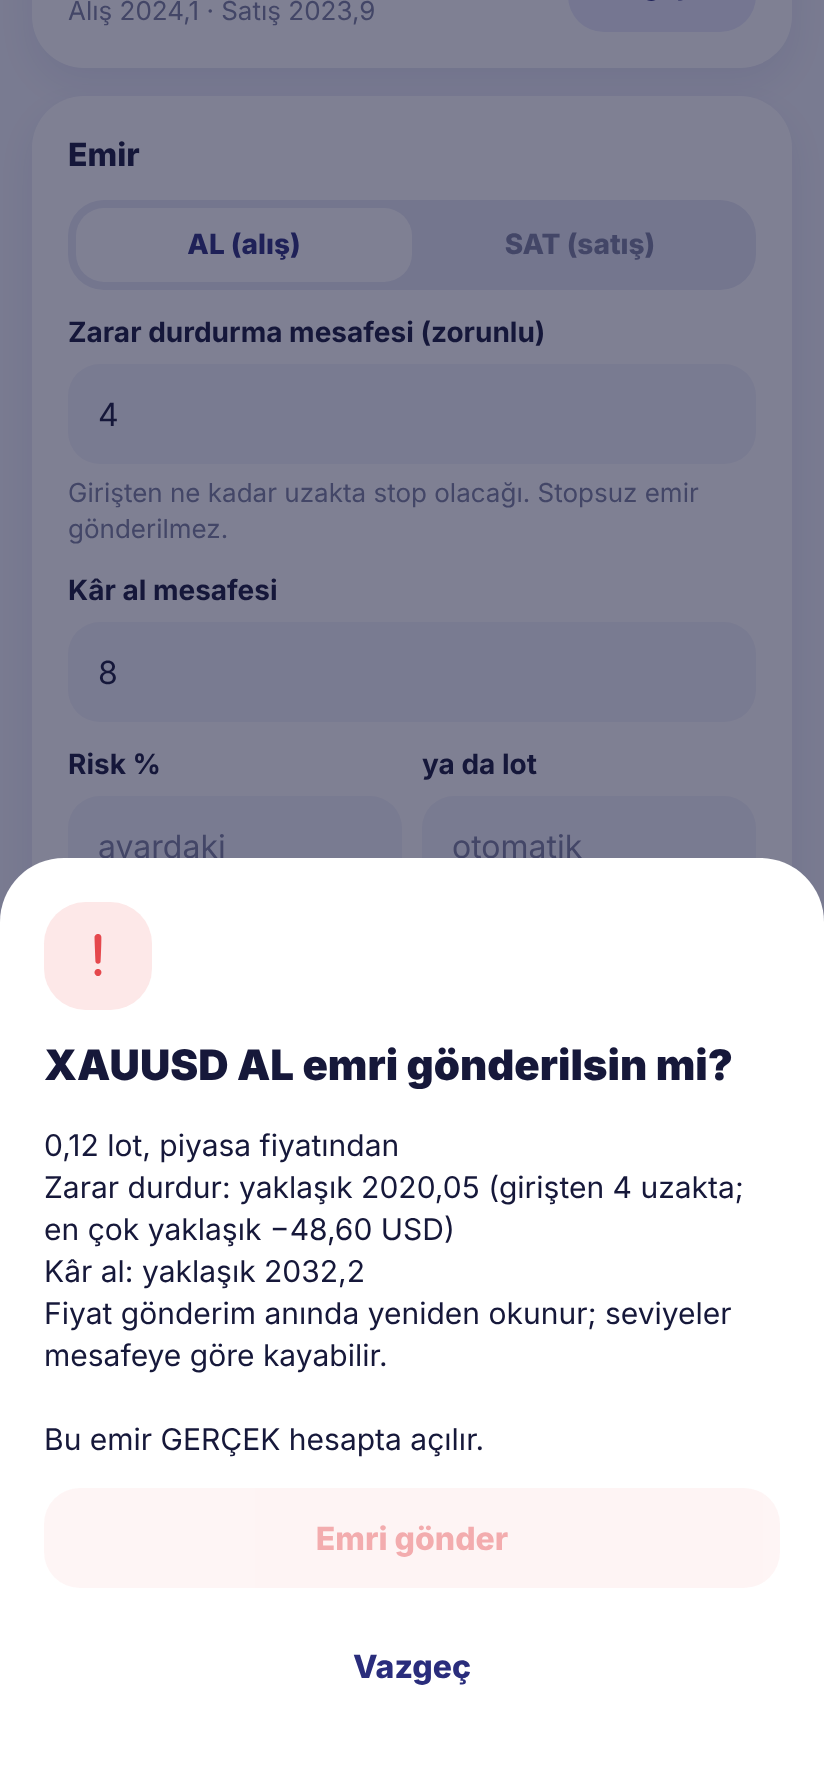 Alış 2024,1 · Satış 2023,9
Emir
AL (alış)
SAT (satış)
Zarar durdurma mesafesi (zorunlu)
4
Girişten ne kadar uzakta stop olacağı. Stopsuz emir
gönderilmez.
Kâr al mesafesi
8
Risk %
ya da lot
ayardaki
otomatik
XAUUSD AL emri gönderilsin mi?
0,12 lot, piyasa fiyatından
Zarar durdur: yaklaşık 2020,05 (girişten 4 uzakta;
en çok yaklaşık −48,60 USD)
Kâr al: yaklaşık 2032,2
Fiyat gönderim anında yeniden okunur; seviyeler
mesafeye göre kayabilir.
Bu emir GERÇEK hesapta açılır.
Emri gönder
Vazgeç